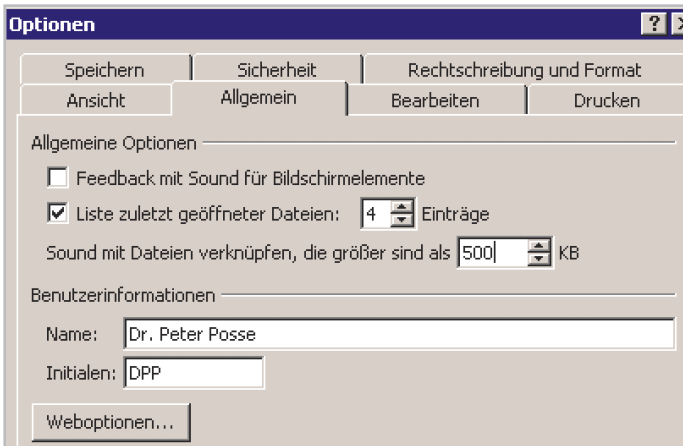 Optionen
Speichern Sicherheit Rechtschreibung und Format
Ansicht Allgemein Bearbeiten Drucken
Allgemeine Optionen
Feedback mit Sound für Bildschirmelemente
Liste zuletzt geöffneter Dateien: 4 Einträge
Sound mit Dateien verknüpfen, die größer sind als 500 KB
Benutzerinformationen
Name: Dr. Peter Posse
Initialen: DPP
Weboptionen...